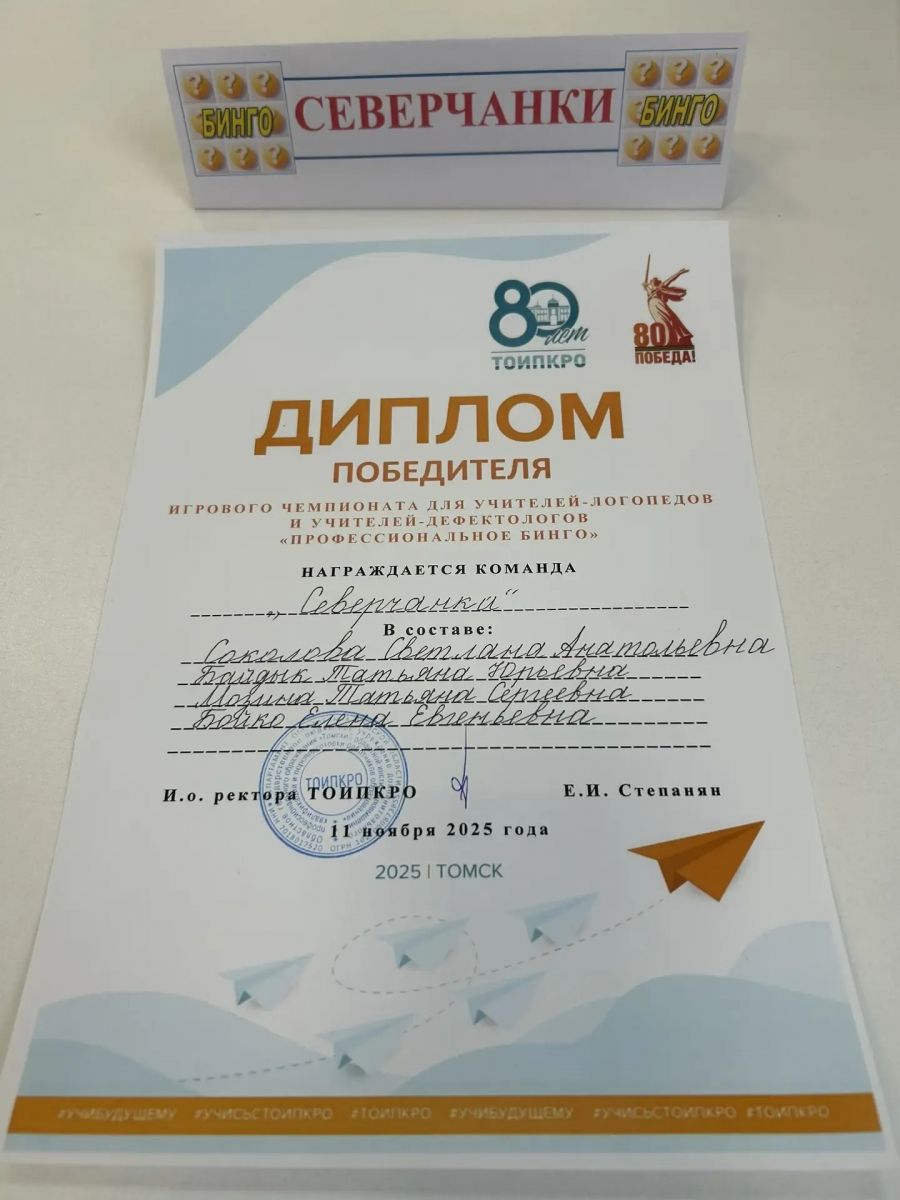 ? ? ?
БИНГО
? ? ?
СЕВЕРЧАНКИ
? ? ?
БИНГО
? ? ?
80 лет
ТОИПКРО
80
ПОБЕДА!
ДИПЛОМ
ПОБЕДИТЕЛЯ
ИГРОВОГО ЧЕМПИОНАТА ДЛЯ УЧИТЕЛЕЙ-ЛОГОПЕДОВ
И УЧИТЕЛЕЙ-ДЕФЕКТОЛОГОВ
«ПРОФЕССИОНАЛЬНОЕ БИНГО»
НАГРАЖДАЕТСЯ КОМАНДА
„Северчанки"
В составе:
Соколова Светлана Анатольевна
Байдык Татьяна Юрьевна
Мозина Татьяна Сергеевна
Бойко Елена Евгеньевна
ТОИПКРО
И.о. ректора ТОИПКРО Е.И. Степанян
11 ноября 2025 года
2025 | ТОМСК
#УЧИБУДУЩЕМУ #УЧИСЬСТОИПКРО #ТОИПКРО #УЧИБУДУЩЕМУ #УЧИСЬСТОИПКРО #ТОИПКРО